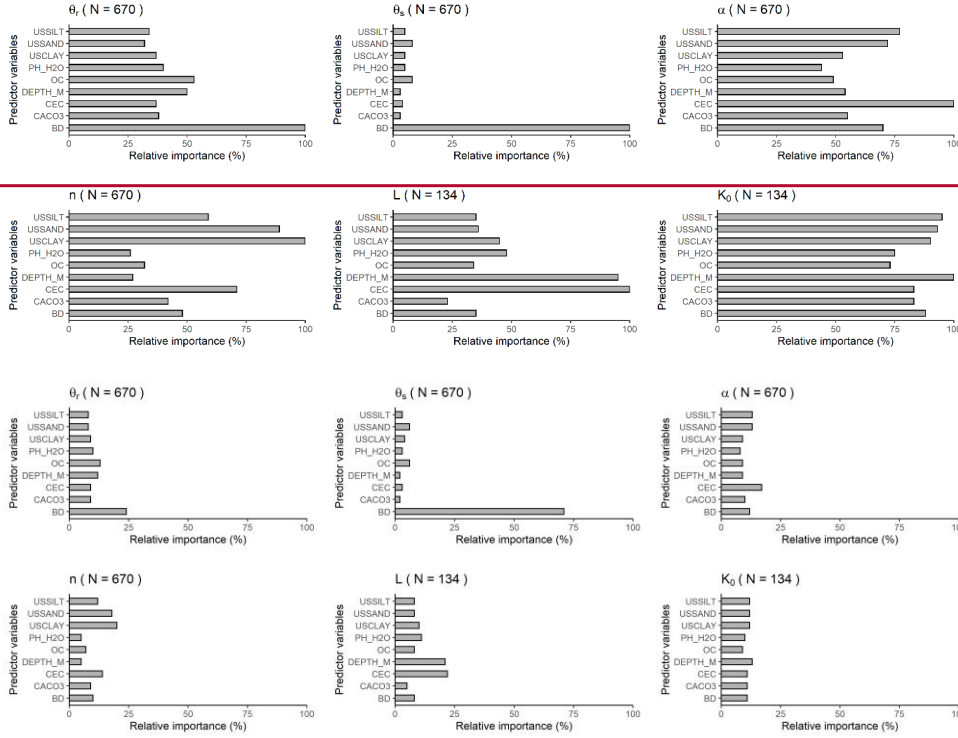 θr ( N = 670 )
Predictor variables
USSILT
USSAND
USCLAY
PH_H2O
OC
DEPTH_M
CEC
CACO3
BD
0 25 50 75 100
Relative importance (%)
θs ( N = 670 )
Predictor variables
USSILT
USSAND
USCLAY
PH_H2O
OC
DEPTH_M
CEC
CACO3
BD
0 25 50 75 100
Relative importance (%)
α ( N = 670 )
Predictor variables
USSILT
USSAND
USCLAY
PH_H2O
OC
DEPTH_M
CEC
CACO3
BD
0 25 50 75 100
Relative importance (%)
n ( N = 670 )
Predictor variables
USSILT
USSAND
USCLAY
PH_H2O
OC
DEPTH_M
CEC
CACO3
BD
0 25 50 75 100
Relative importance (%)
L ( N = 134 )
Predictor variables
USSILT
USSAND
USCLAY
PH_H2O
OC
DEPTH_M
CEC
CACO3
BD
0 25 50 75 100
Relative importance (%)
K0 ( N = 134 )
Predictor variables
USSILT
USSAND
USCLAY
PH_H2O
OC
DEPTH_M
CEC
CACO3
BD
0 25 50 75 100
Relative importance (%)
θr ( N = 670 )
Predictor variables
USSILT
USSAND
USCLAY
PH_H2O
OC
DEPTH_M
CEC
CACO3
BD
0 25 50 75 100
Relative importance (%)
θs ( N = 670 )
Predictor variables
USSILT
USSAND
USCLAY
PH_H2O
OC
DEPTH_M
CEC
CACO3
BD
0 25 50 75 100
Relative importance (%)
α ( N = 670 )
Predictor variables
USSILT
USSAND
USCLAY
PH_H2O
OC
DEPTH_M
CEC
CACO3
BD
0 25 50 75 100
Relative importance (%)
n ( N = 670 )
Predictor variables
USSILT
USSAND
USCLAY
PH_H2O
OC
DEPTH_M
CEC
CACO3
BD
0 25 50 75 100
Relative importance (%)
L ( N = 134 )
Predictor variables
USSILT
USSAND
USCLAY
PH_H2O
OC
DEPTH_M
CEC
CACO3
BD
0 25 50 75 100
Relative importance (%)
K0 ( N = 134 )
Predictor variables
USSILT
USSAND
USCLAY
PH_H2O
OC
DEPTH_M
CEC
CACO3
BD
0 25 50 75 100
Relative importance (%)